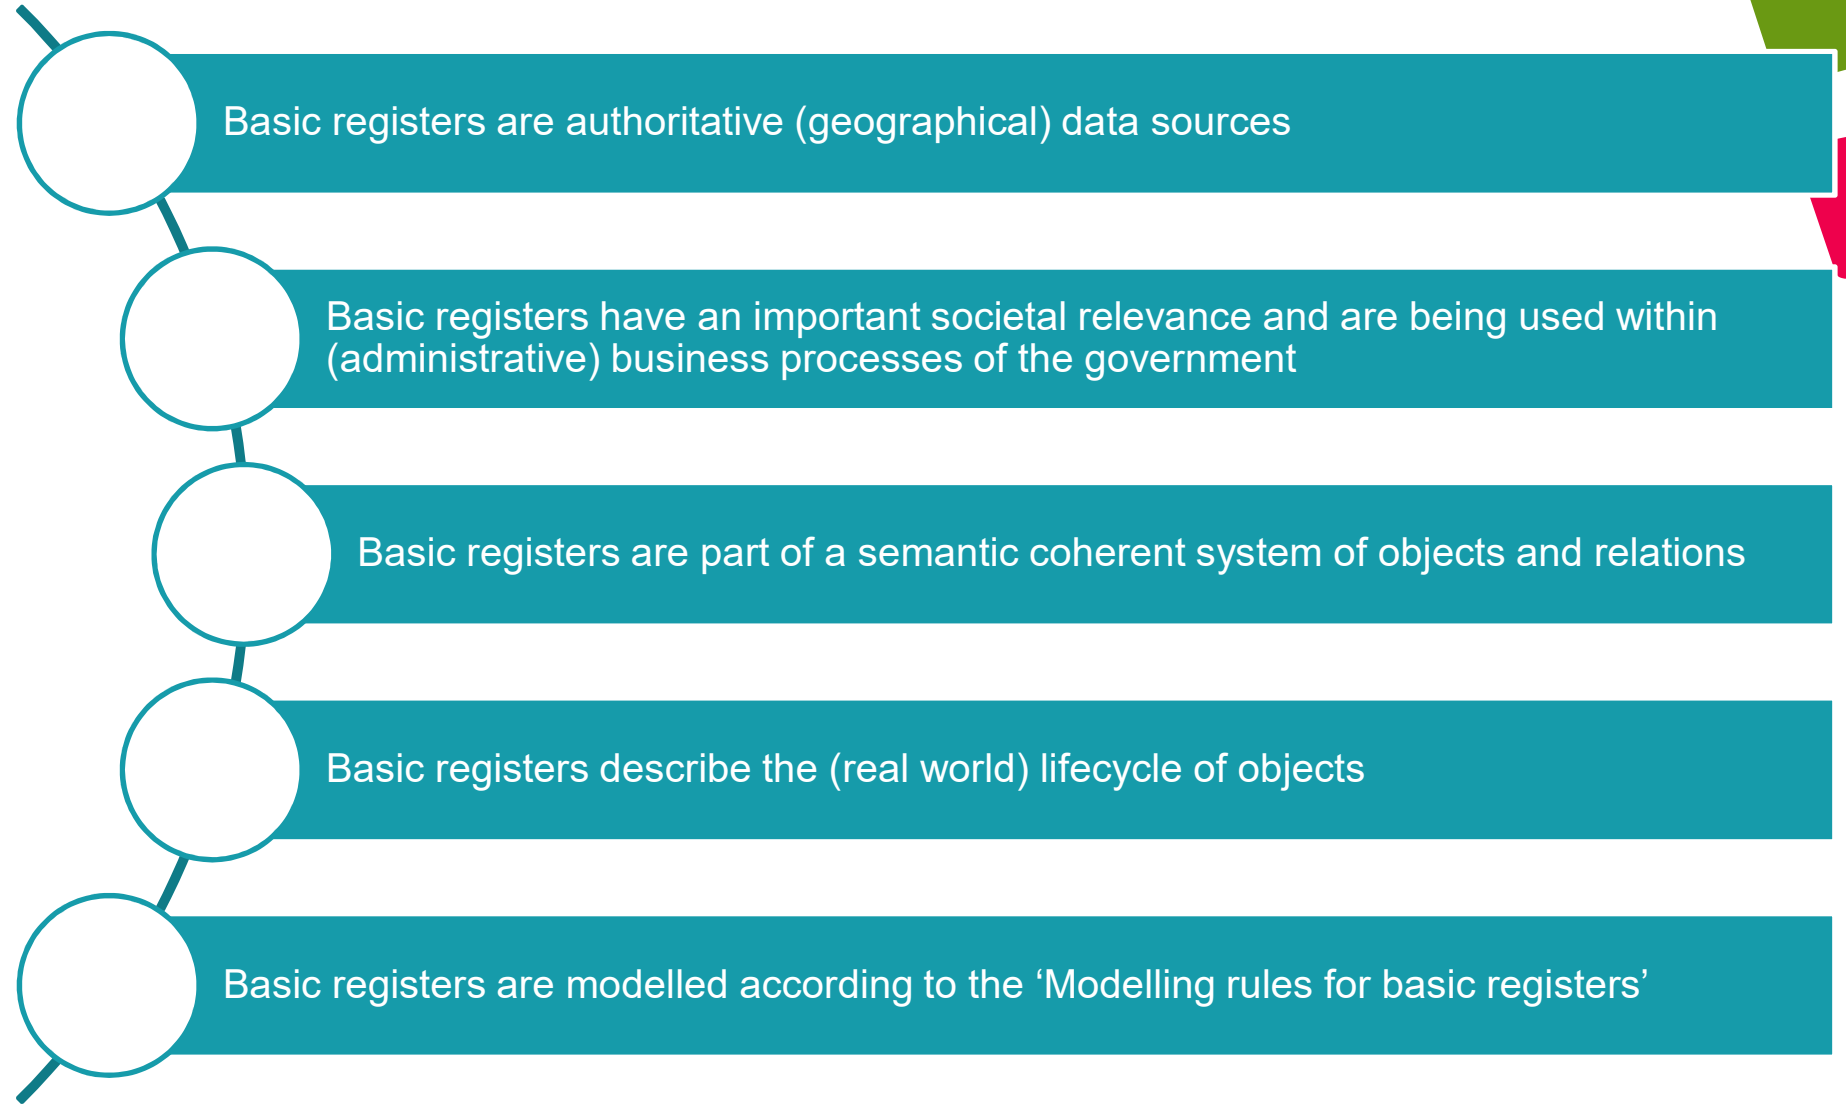 Basic registers are authoritative (geographical) data sources
Basic registers have an important societal relevance and are being used within
(administrative) business processes of the government
Basic registers are part of a semantic coherent system of objects and relations
Basic registers describe the (real world) lifecycle of objects
Basic registers are modelled according to the ‘Modelling rules for basic registers’